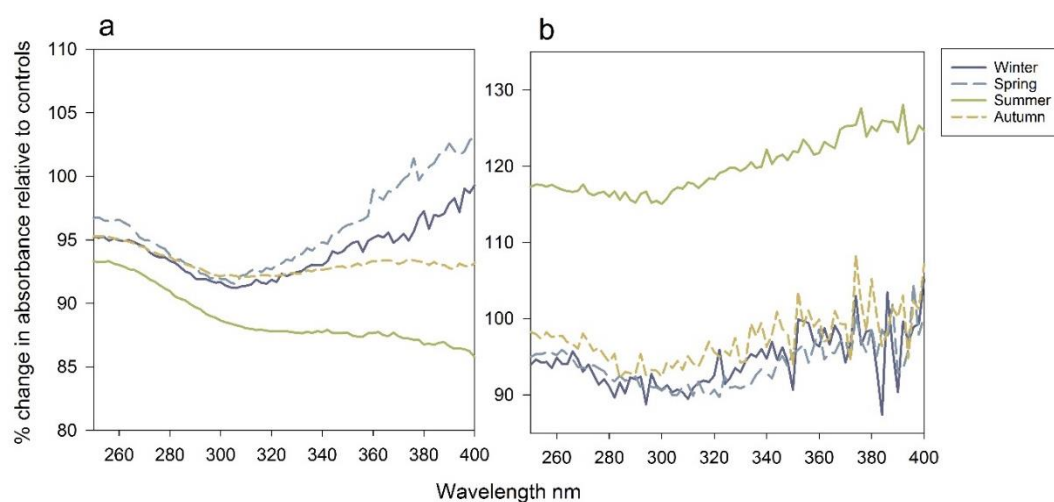 a
b
% change in absorbance relative to controls
110
105
100
95
90
85
80
260 280 300 320 340 360 380 400
130
120
110
100
90
260 280 300 320 340 360 380 400
Wavelength nm
Winter
Spring
Summer
Autumn